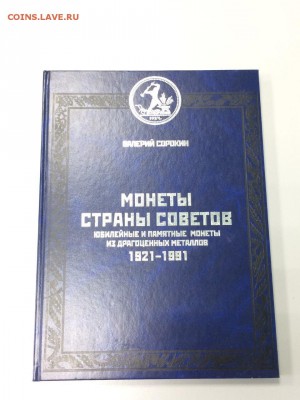 COINS.LAVE.RU
ВАЛЕРИЙ СОРОКИН
МОНЕТЫ
СТРАНЫ СОВЕТОВ
ЮБИЛЕЙНЫЕ И ПАМЯТНЫЕ МОНЕТЫ
ИЗ ДРАГОЦЕННЫХ МЕТАЛЛОВ
1921-1991